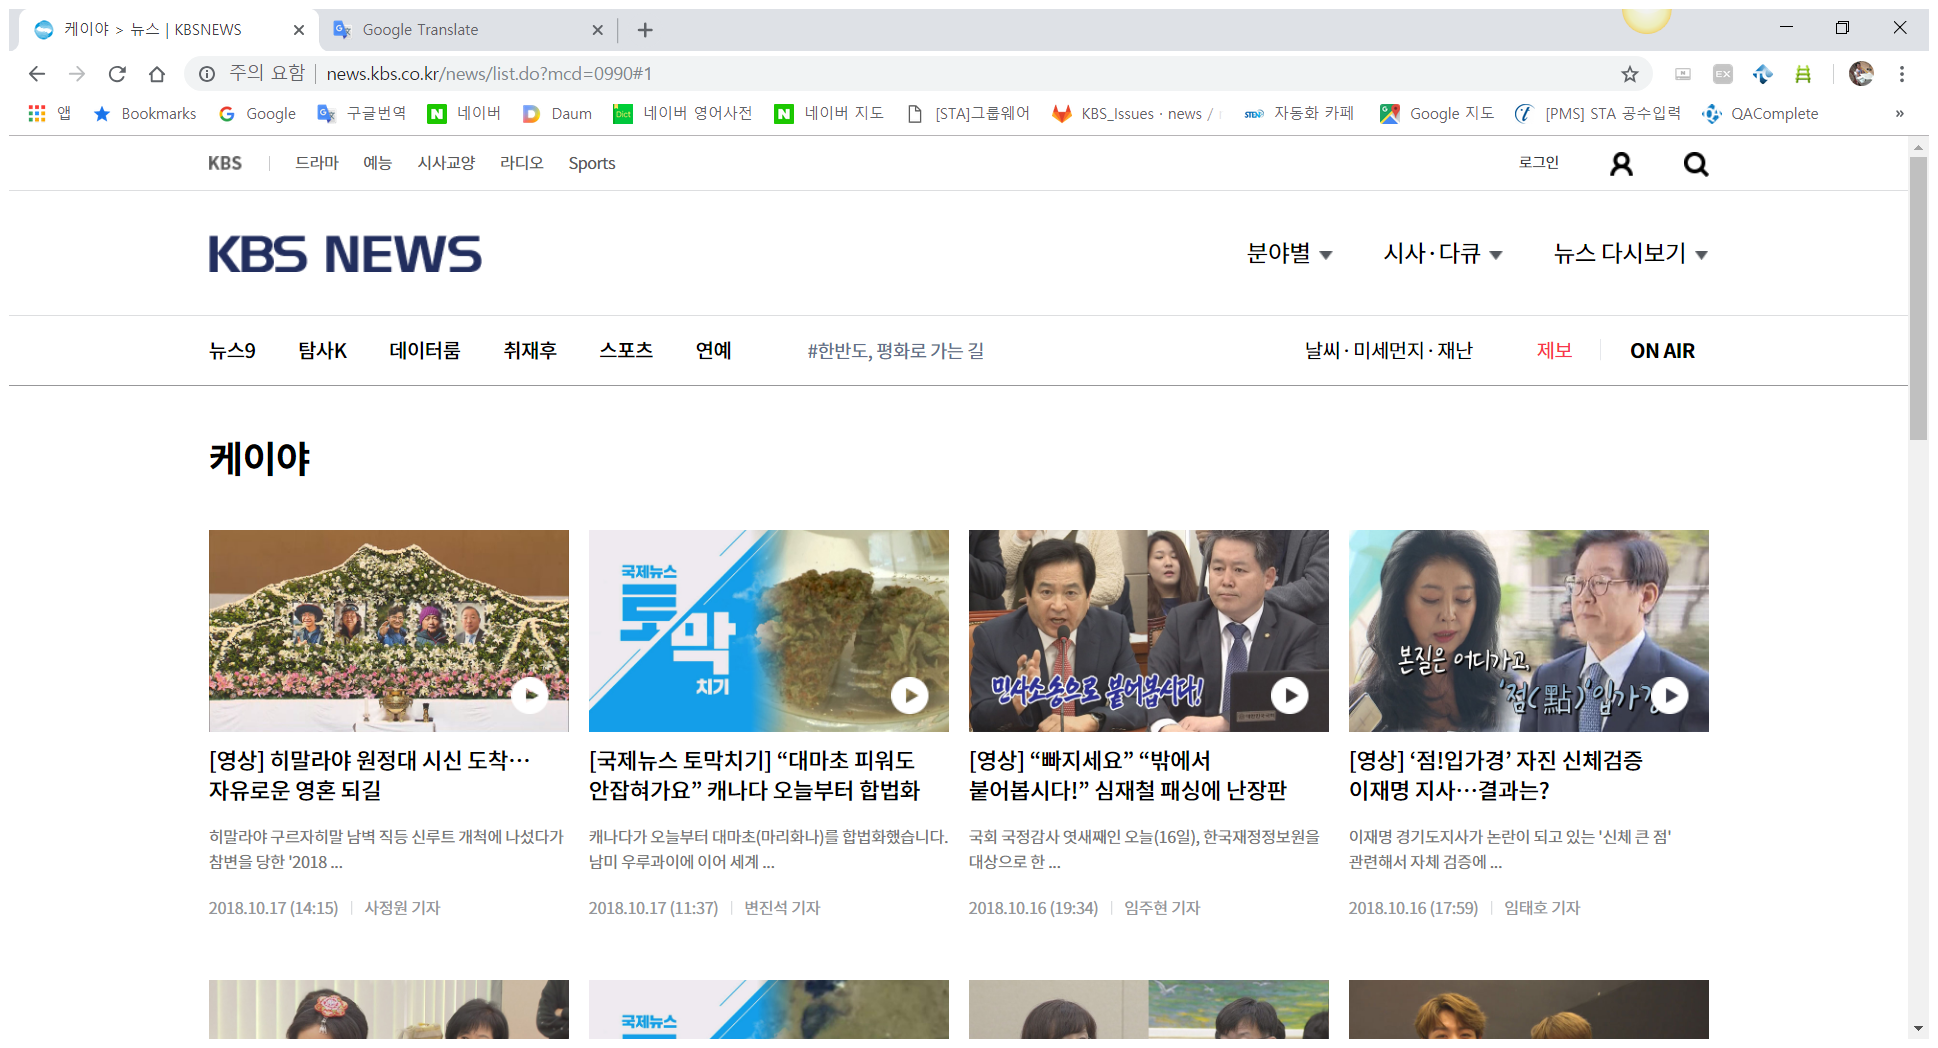 케이야 > 뉴스 | KBSNEWS
Google Translate
주의 요함
news.kbs.co.kr/news/list.do?mcd=0990#1
EX
앱
Bookmarks
G Google
구글번역
N 네이버
Daum
Dict 네이버 영어사전
N 네이버 지도
[STA]그룹웨어
KBS_Issues · news /
STEN 자동화 카페
Google 지도
[PMS] STA 공수입력
QAComplete
»
KBS
드라마
예능
시사교양
라디오
Sports
로그인
KBS NEWS
분야별
시사·다큐
뉴스 다시보기
뉴스9
탐사K
데이터룸
취재후
스포츠
연예
#한반도, 평화로 가는 길
날씨·미세먼지·재난
제보
ON AIR
케이야
[영상] 히말라야 원정대 시신 도착…
자유로운 영혼 되길
히말라야 구르자히말 남벽 직등 신루트 개척에 나섰다가
참변을 당한 '2018 ...
2018.10.17 (14:15)
사정원 기자
국제뉴스
토막
치기
[국제뉴스 토막치기] “대마초 피워도
안잡혀가요” 캐나다 오늘부터 합법화
캐나다가 오늘부터 대마초(마리화나)를 합법화했습니다.
남미 우루과이에 이어 세계 ...
2018.10.17 (11:37)
변진석 기자
민사소송으로 붙어봅시다!
[영상] “빠지세요” “밖에서
붙어봅시다!” 심재철 패싱에 난장판
국회 국정감사 엿새째인 오늘(16일), 한국재정정보원을
대상으로 한 ...
2018.10.16 (19:34)
임주현 기자
본질은 어디가고,
'점(點)'입가경
[영상] ‘점!입가경’ 자진 신체검증
이재명 지사…결과는?
이재명 경기도지사가 논란이 되고 있는 '신체 큰 점'
관련해서 자체 검증에 ...
2018.10.16 (17:59)
임태호 기자
국제뉴스